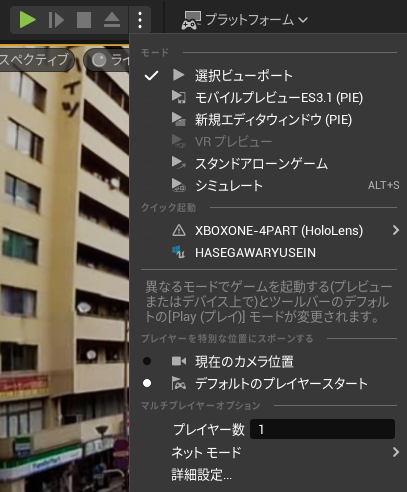 プラットフォーム
スペクティブ
ライ
モード
選択ビューポート
モバイルプレビューES3.1 (PIE)
新規エディタウィンドウ (PIE)
VR プレビュー
スタンドアローンゲーム
シミュレート ALT+S
クイック起動
XBOXONE-4PART (HoloLens)
HASEGAWARYUSEIN
異なるモードでゲームを起動する(プレビュー
またはデバイス上で)とツールバーのデフォル
トの[Play (プレイ)] モードが変更されます。
プレイヤーを特別な位置にスポーンする
現在のカメラ位置
デフォルトのプレイヤースタート
マルチプレイヤーオプション
プレイヤー数 1
ネット モード
詳細設定...
FamilyMart